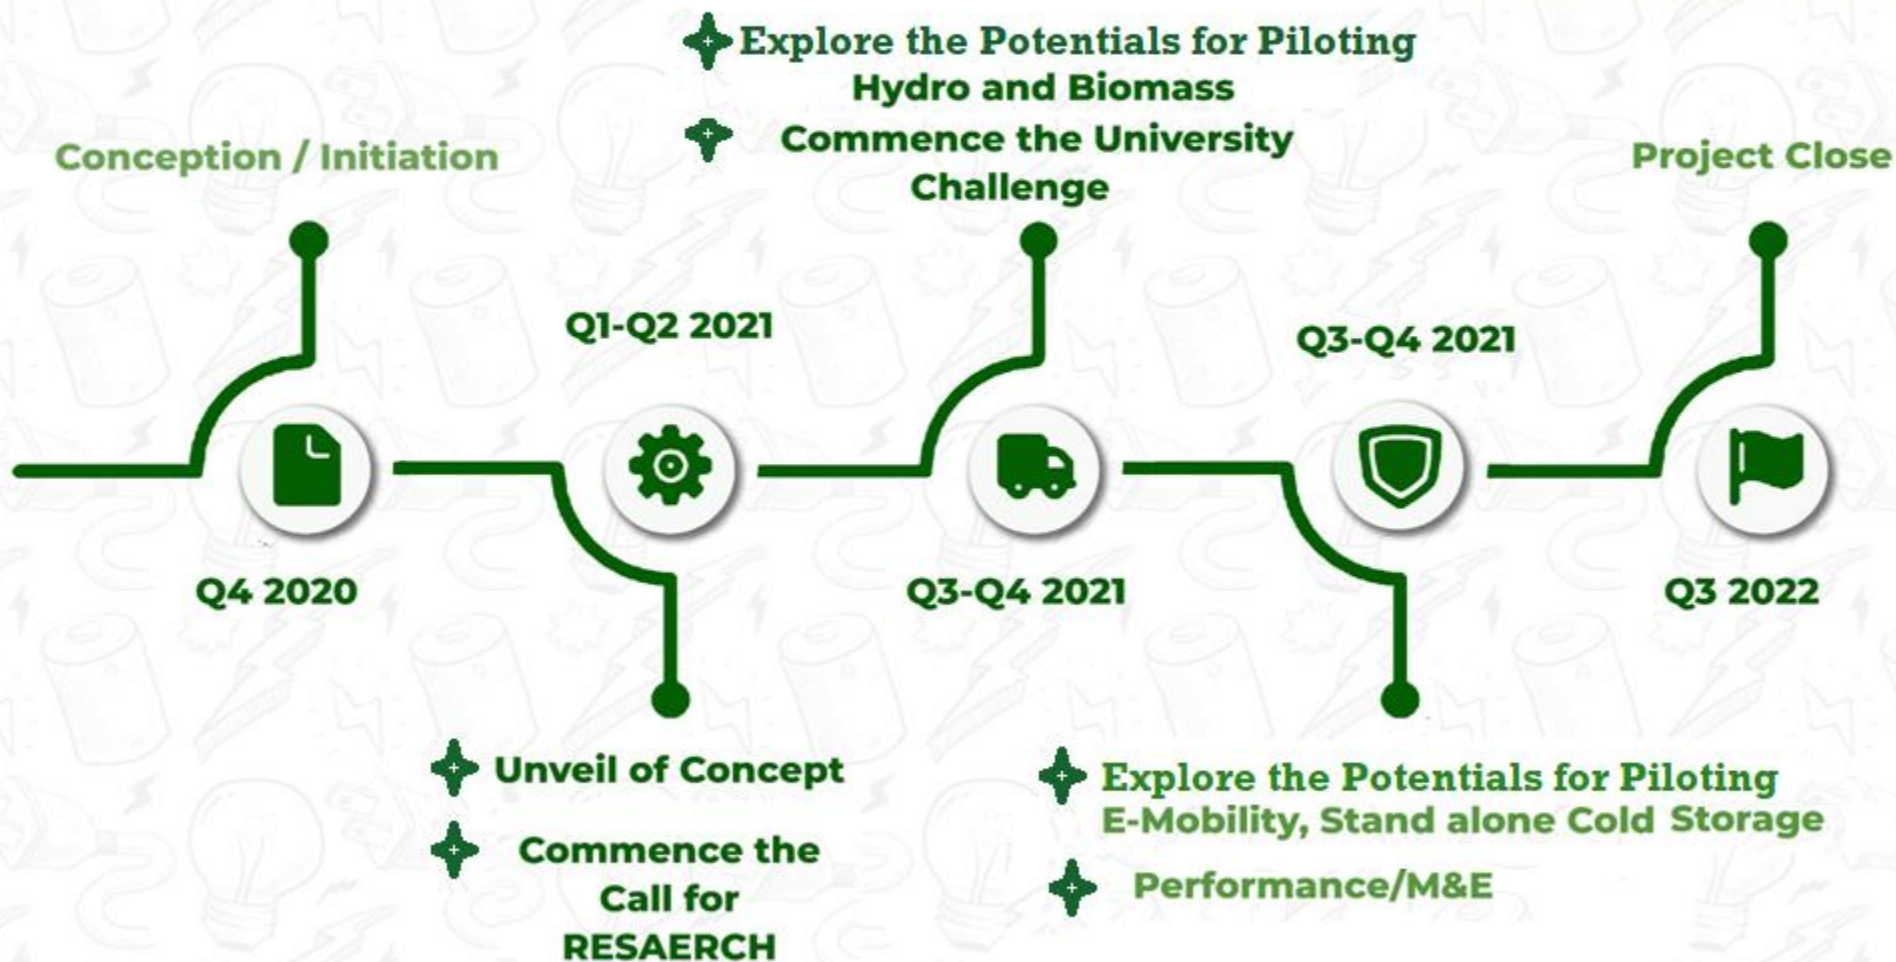 Explore the Potentials for Piloting
Hydro and Biomass
Commence the University
Challenge
Conception / Initiation
Project Close
Q1-Q2 2021
Q3-Q4 2021
Q4 2020
Q3-Q4 2021
Q3 2022
Unveil of Concept
Commence the
Call for
RESAERCH
Explore the Potentials for Piloting
E-Mobility, Stand alone Cold Storage
Performance/M&E